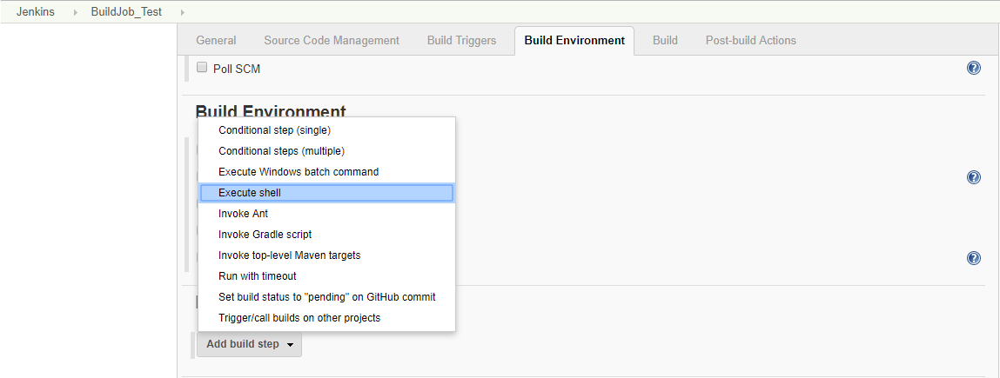 Jenkins BuildJob_Test
General Source Code Management Build Triggers Build Environment Build Post-build Actions
Poll SCM
Build Environment
Conditional step (single)
Conditional steps (multiple)
Execute Windows batch command
Execute shell
Invoke Ant
Invoke Gradle script
Invoke top-level Maven targets
Run with timeout
Set build status to "pending" on GitHub commit
Trigger/call builds on other projects
Add build step